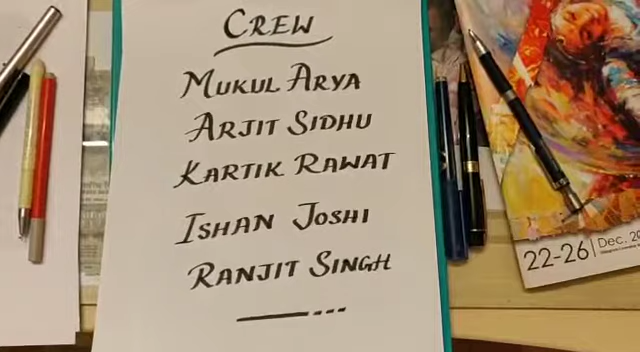 CREW
MUKUL ARYA
ARJIT SIDHU
KARTIK RAWAT
ISHAN JOSHI
RANJIT SINGH
22-26 Dec. 20